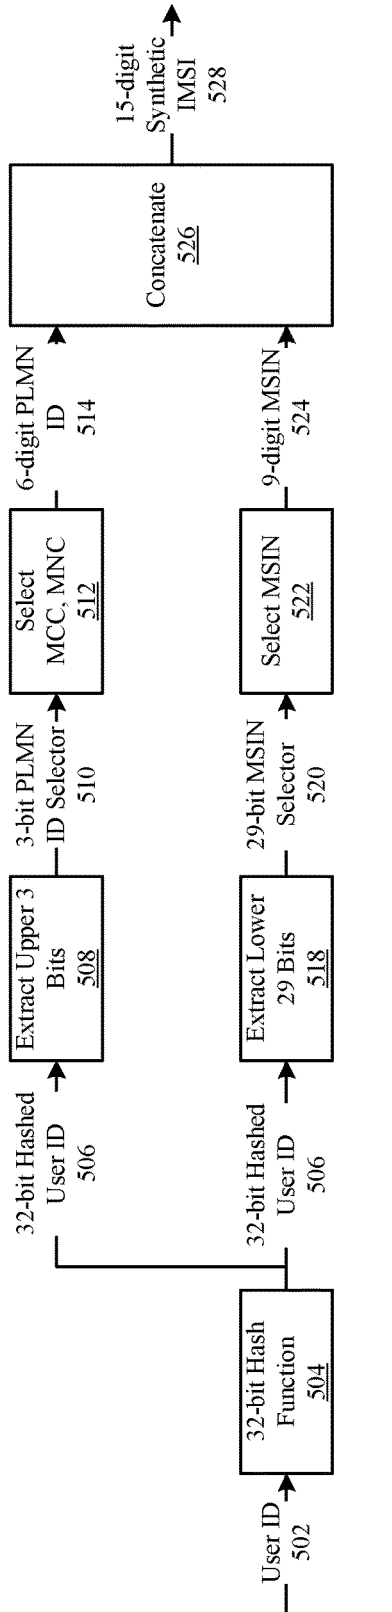 User ID
502
32-bit Hash
Function
504
32-bit Hashed
User ID
506
32-bit Hashed
User ID
506
Extract Upper 3
Bits
508
Extract Lower
29 Bits
518
3-bit PLMN
ID Selector
510
29-bit MSIN
Selector
520
Select
MCC, MNC
512
Select MSIN
522
6-digit PLMN
ID
514
9-digit MSIN
524
Concatenate
526
15-digit
Synthetic
IMSI
528